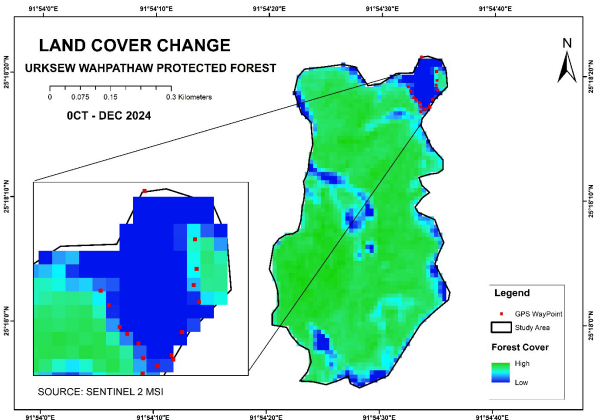 91°54'0"E 91°54'10"E 91°54'20"E 91°54'30"E 91°54'40"E
LAND COVER CHANGE
URKSEW WAHPATHAW PROTECTED FOREST
0 0.075 0.15 0.3 Kilometers
0CT - DEC 2024
N
25°18'20"N 25°18'20"N
25°18'10"N 25°18'10"N
25°18'0"N 25°18'0"N
Legend
GPS WayPoint
Study Area
Forest Cover
High
Low
SOURCE: SENTINEL 2 MSI
91°54'0"E 91°54'10"E 91°54'20"E 91°54'30"E 91°54'40"E